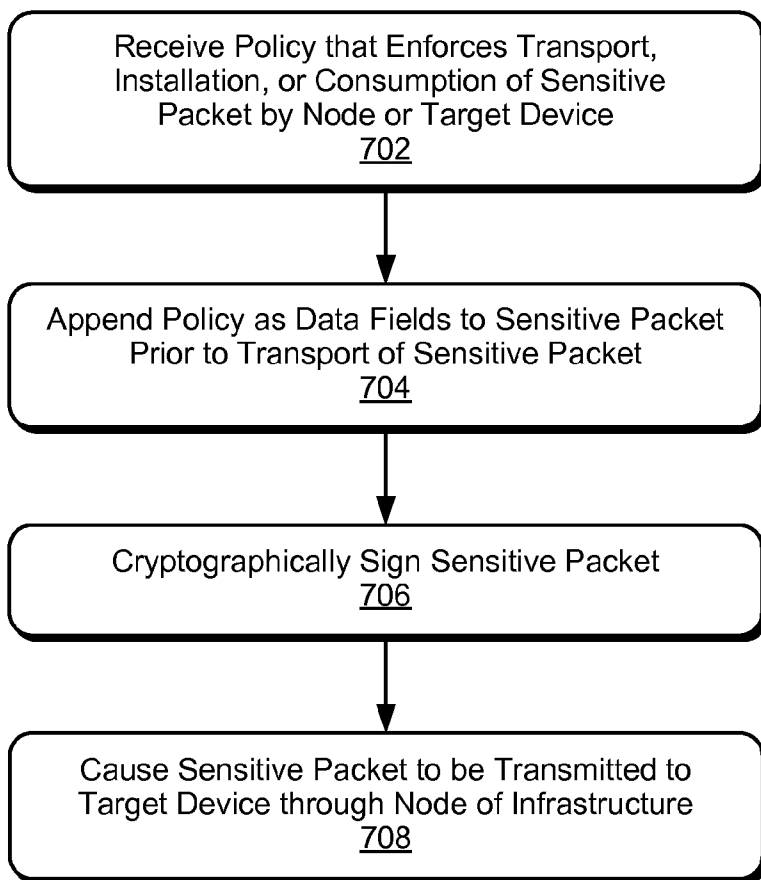 Receive Policy that Enforces Transport,
Installation, or Consumption of Sensitive
Packet by Node or Target Device
702
Append Policy as Data Fields to Sensitive Packet
Prior to Transport of Sensitive Packet
704
Cryptographically Sign Sensitive Packet
706
Cause Sensitive Packet to be Transmitted to
Target Device through Node of Infrastructure
708